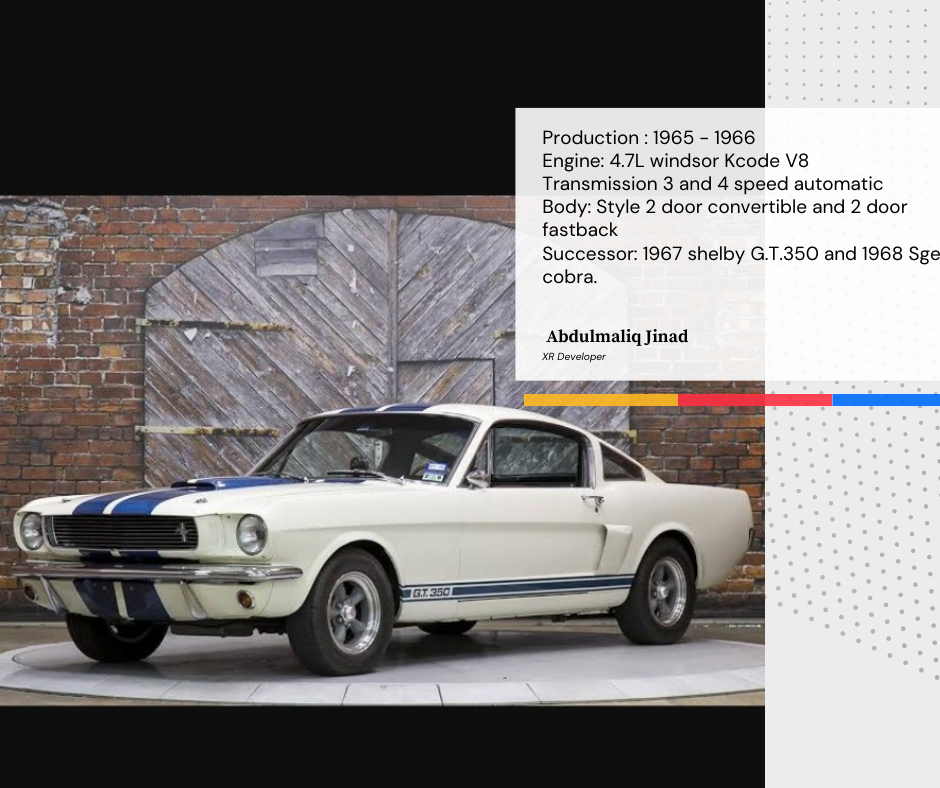 Production : 1965 - 1966
Engine: 4.7L windsor Kcode V8
Transmission 3 and 4 speed automatic
Body: Style 2 door convertible and 2 door
fastback
Successor: 1967 shelby G.T.350 and 1968 Sge
cobra.
Abdulmaliq Jinad
XR Developer
G.T. 350